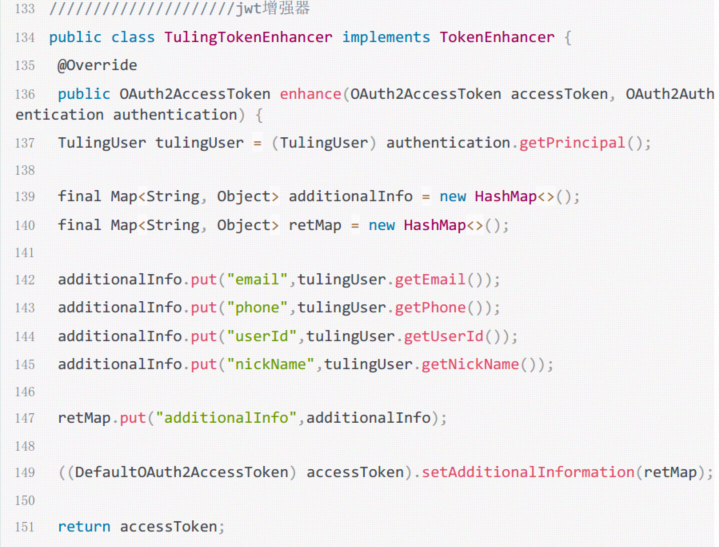 133 /////////////////////jwt增强器
134 public class TulingTokenEnhancer implements TokenEnhancer {
135 @Override
136 public OAuth2AccessToken enhance(OAuth2AccessToken accessToken, OAuth2Auth
entication authentication) {
137 TulingUser tulingUser = (TulingUser) authentication.getPrincipal();
138
139 final Map<String, Object> additionalInfo = new HashMap<>();
140 final Map<String, Object> retMap = new HashMap<>();
141
142 additionalInfo.put("email",tulingUser.getEmail());
143 additionalInfo.put("phone",tulingUser.getPhone());
144 additionalInfo.put("userId",tulingUser.getUserId());
145 additionalInfo.put("nickName",tulingUser.getNickName());
146
147 retMap.put("additionalInfo",additionalInfo);
148
149 ((DefaultOAuth2AccessToken) accessToken).setAdditionalInformation(retMap);
150
151 return accessToken;